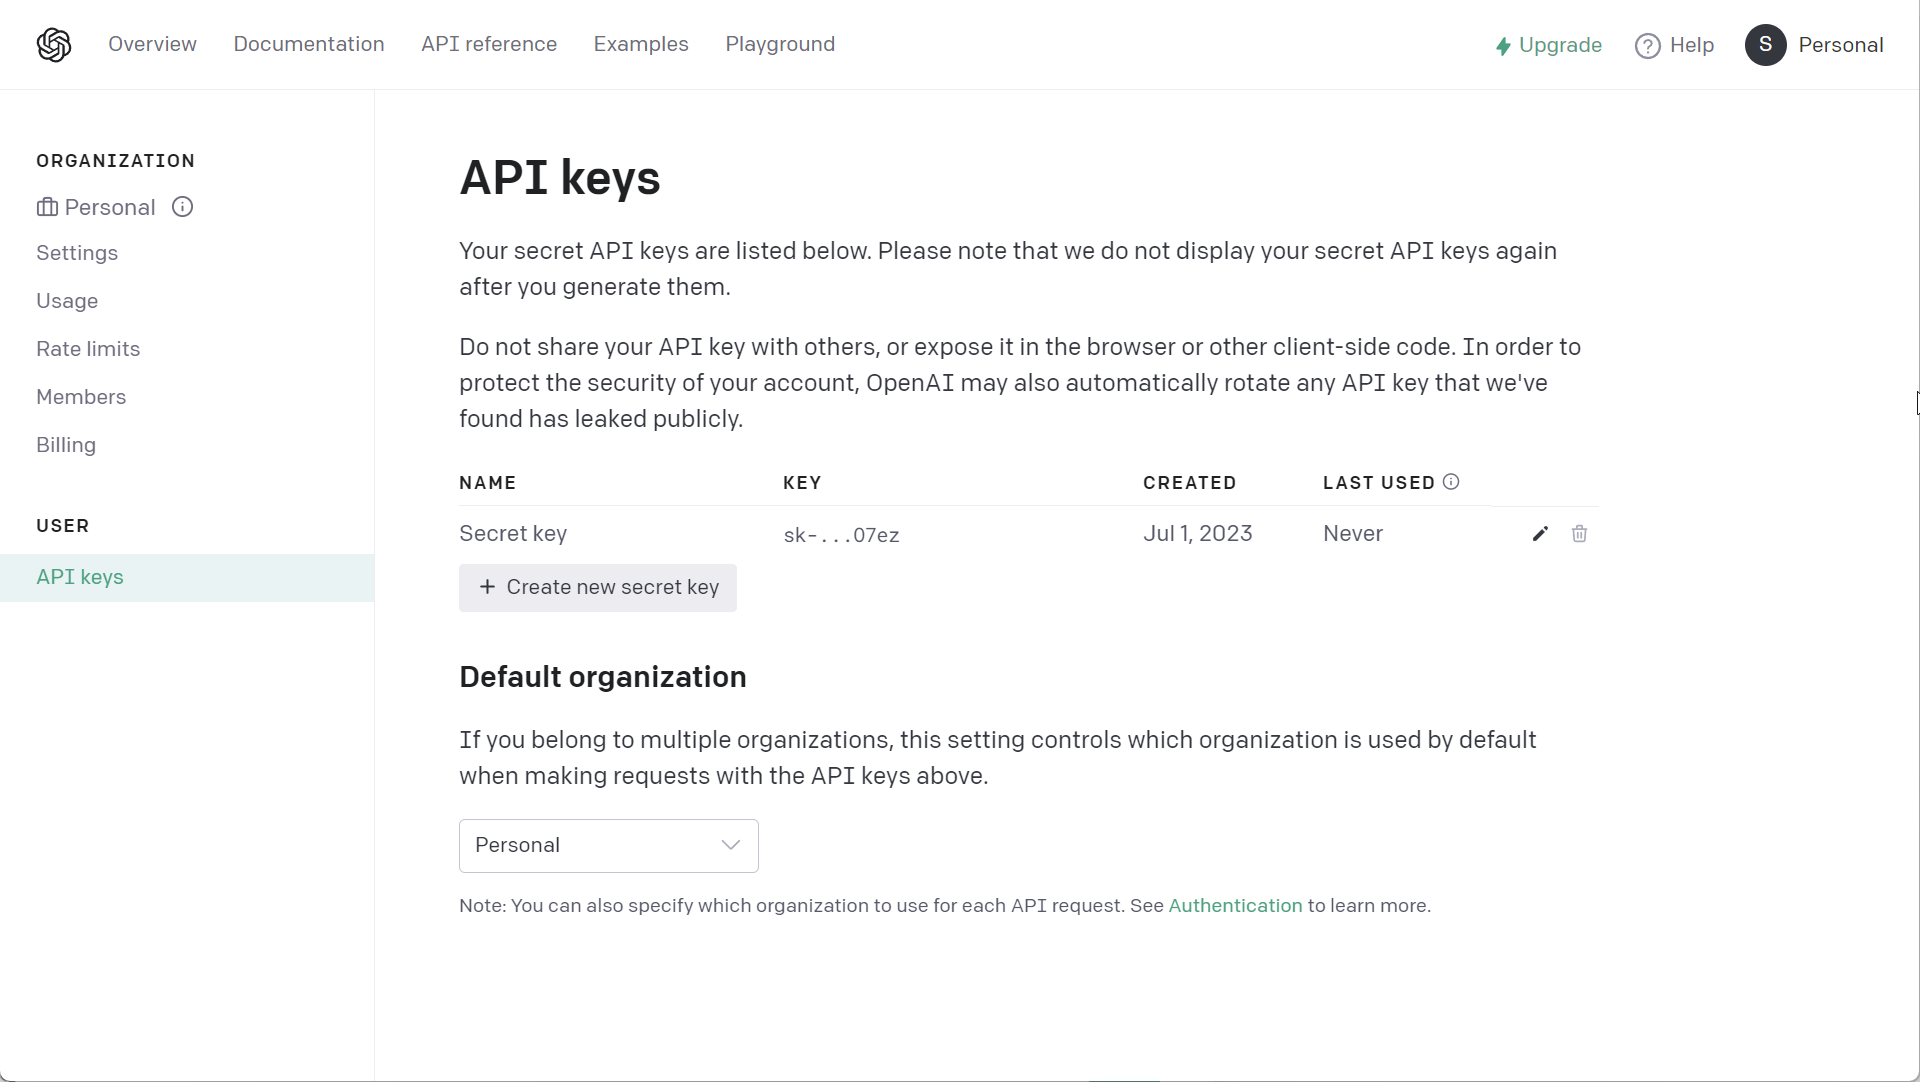 Overview Documentation API reference Examples Playground Upgrade Help S Personal
ORGANIZATION
Personal
Settings
Usage
Rate limits
Members
Billing
USER
API keys
API keys
Your secret API keys are listed below. Please note that we do not display your secret API keys again
after you generate them.
Do not share your API key with others, or expose it in the browser or other client-side code. In order to
protect the security of your account, OpenAI may also automatically rotate any API key that we've
found has leaked publicly.
NAME KEY CREATED LAST USED
Secret key sk-...07ez Jul 1, 2023 Never
+ Create new secret key
Default organization
If you belong to multiple organizations, this setting controls which organization is used by default
when making requests with the API keys above.
Personal
Note: You can also specify which organization to use for each API request. See Authentication to learn more.